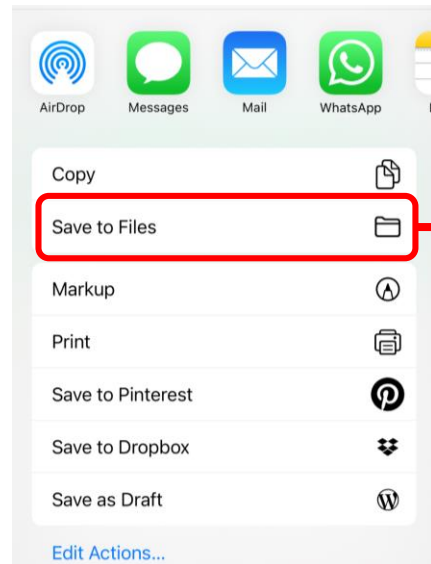 AirDrop Messages Mail WhatsApp
Copy
Save to Files
Markup
Print
Save to Pinterest
Save to Dropbox
Save as Draft
Edit Actions...